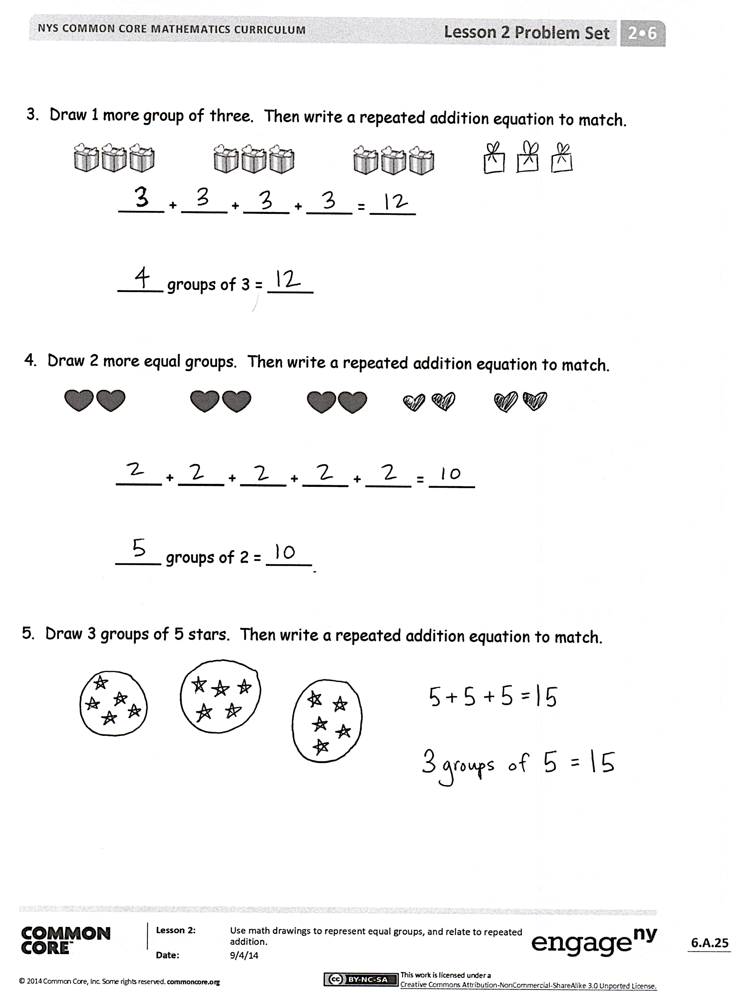 NYS COMMON CORE MATHEMATICS CURRICULUM
Lesson 2 Problem Set 2•6
3. Draw 1 more group of three. Then write a repeated addition equation to match.
3 + 3 + 3 + 3 = 12
4 groups of 3 = 12
4. Draw 2 more equal groups. Then write a repeated addition equation to match.
2 + 2 + 2 + 2 + 2 = 10
5 groups of 2 = 10
5. Draw 3 groups of 5 stars. Then write a repeated addition equation to match.
5 + 5 + 5 = 15
3 groups of 5 = 15
COMMON
CORE™
Lesson 2: Use math drawings to represent equal groups, and relate to repeated
addition.
Date: 9/4/14
engage ny
6.A.25
© 2014 Common Core, Inc. Some rights reserved. commoncore.org
cc BY-NC-SA
This work is licensed under a
Creative Commons Attribution-NonCommercial-ShareAlike 3.0 Unported License.